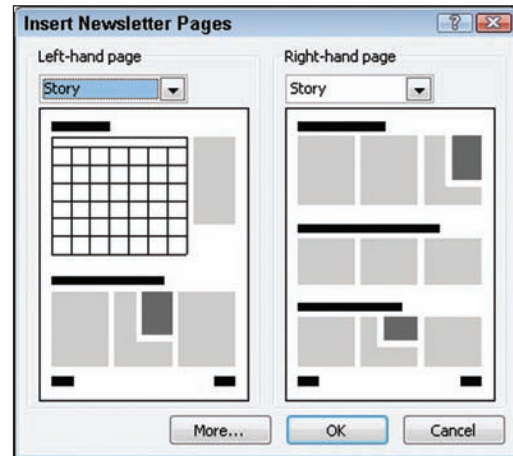 Insert Newsletter Pages
?
Left-hand page
Right-hand page
Story
Story
More...
OK
Cancel